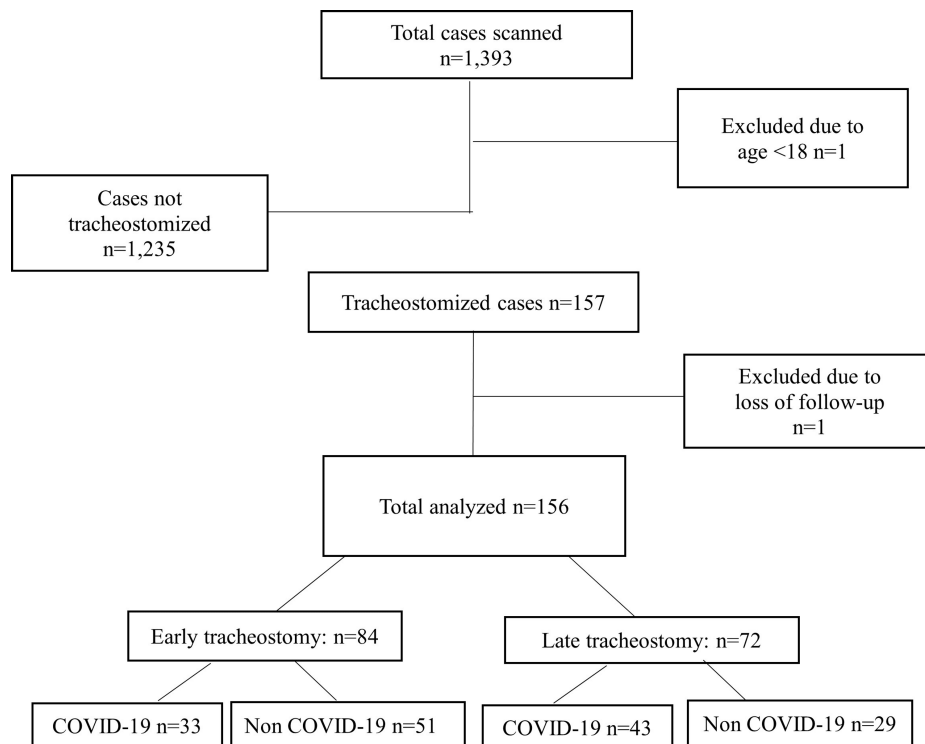 Total cases scanned
n=1,393
Excluded due to
age <18 n=1
Cases not
tracheostomized
n=1,235
Tracheostomized cases n=157
Excluded due to
loss of follow-up
n=1
Total analyzed n=156
Early tracheostomy: n=84
Late tracheostomy: n=72
COVID-19 n=33
Non COVID-19 n=51
COVID-19 n=43
Non COVID-19 n=29